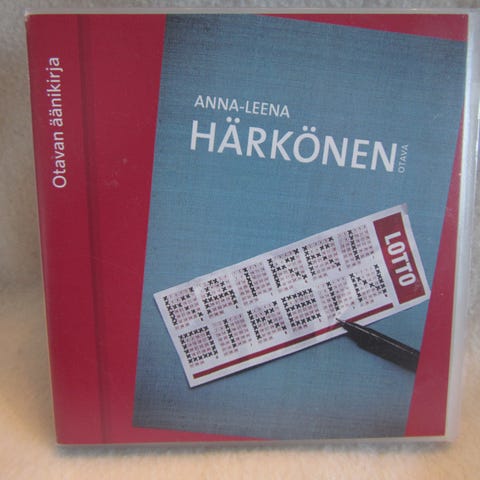 Otavan äänikirja
ANNA-LEENA
HÄRKÖNEN
OTAVA
LOTTO